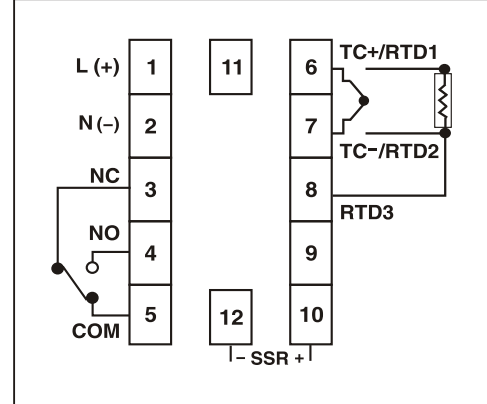 L (+) 1 11 6 TC+/RTD1
N (−) 2 7
TC−/RTD2
NC 3 8
RTD3
NO 4 9
COM 5 12 10
− SSR +